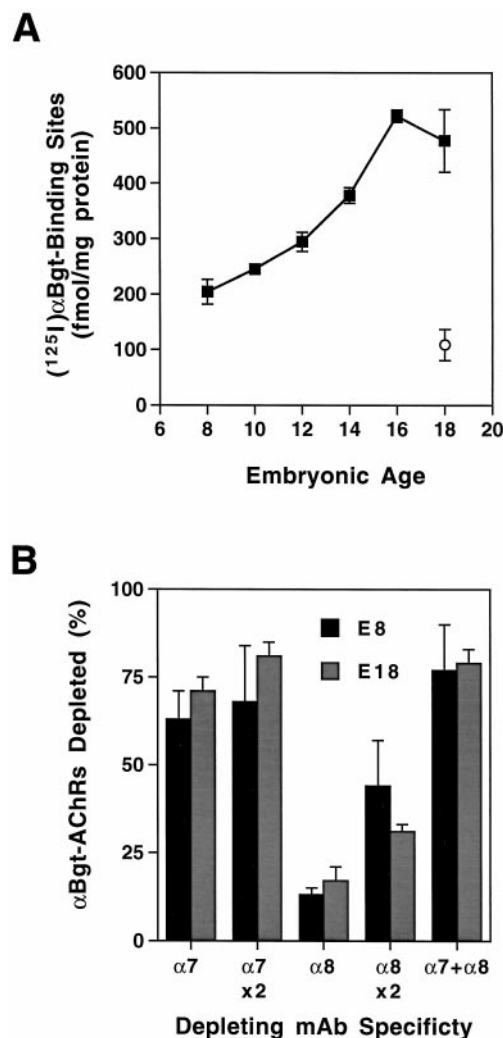 A
(¹²⁵I)αBgt-Binding Sites
(fmol/mg protein)
600
500
400
300
200
100
0
6 8 10 12 14 16 18 20
Embryonic Age
B
αBgt-AChRs Depleted (%)
100
75
50
25
0
E8
E18
α7 α7 x2 α8 α8 x2 α7+α8
Depleting mAb Specificty